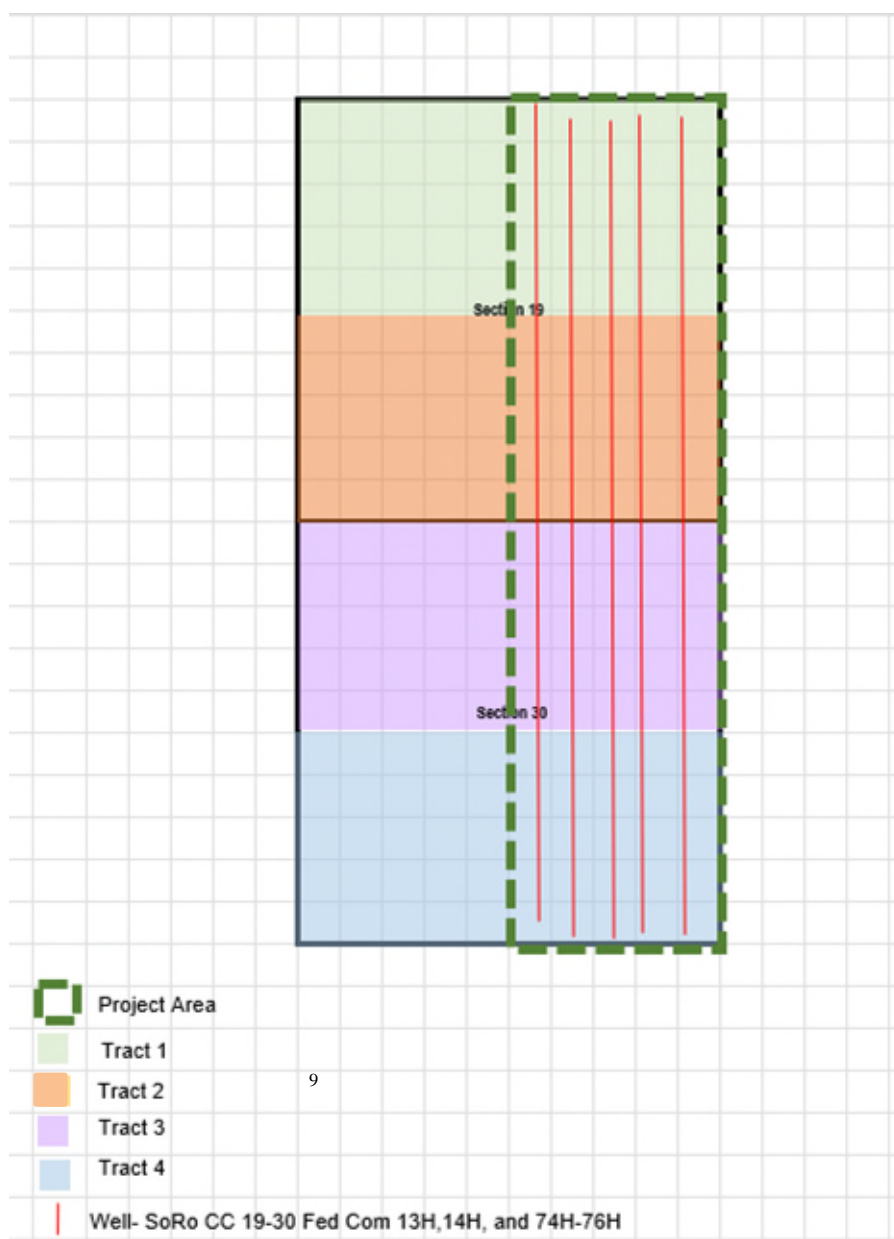 Section 19
Section 30
Project Area
Tract 1
9
Tract 2
Tract 3
Tract 4
Well- SoRo CC 19-30 Fed Com 13H,14H, and 74H-76H